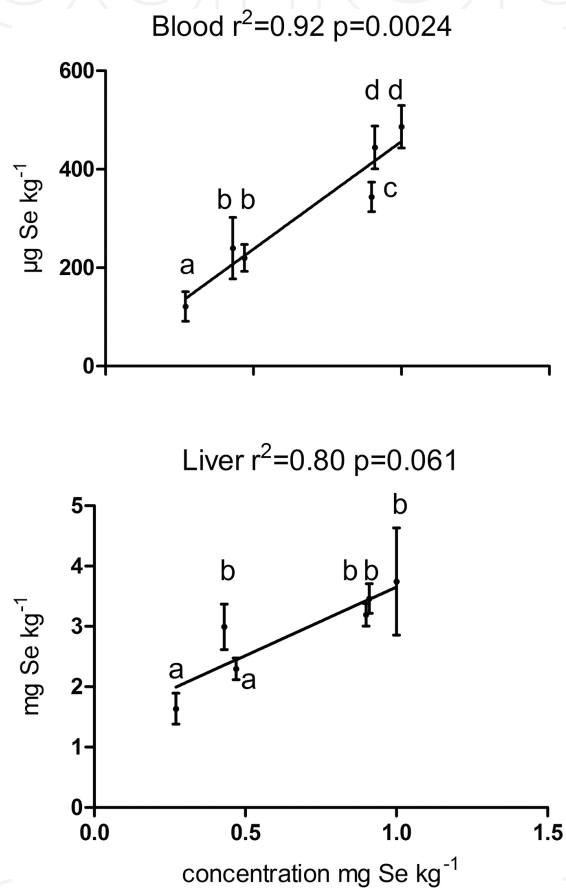 Blood r²=0.92 p=0.0024
600
400
200
0
µg Se kg⁻¹
a
b b
d d
c
Liver r²=0.80 p=0.061
5
4
3
2
1
0
mg Se kg⁻¹
a
b
a
b b
b
0.0 0.5 1.0 1.5
concentration mg Se kg⁻¹